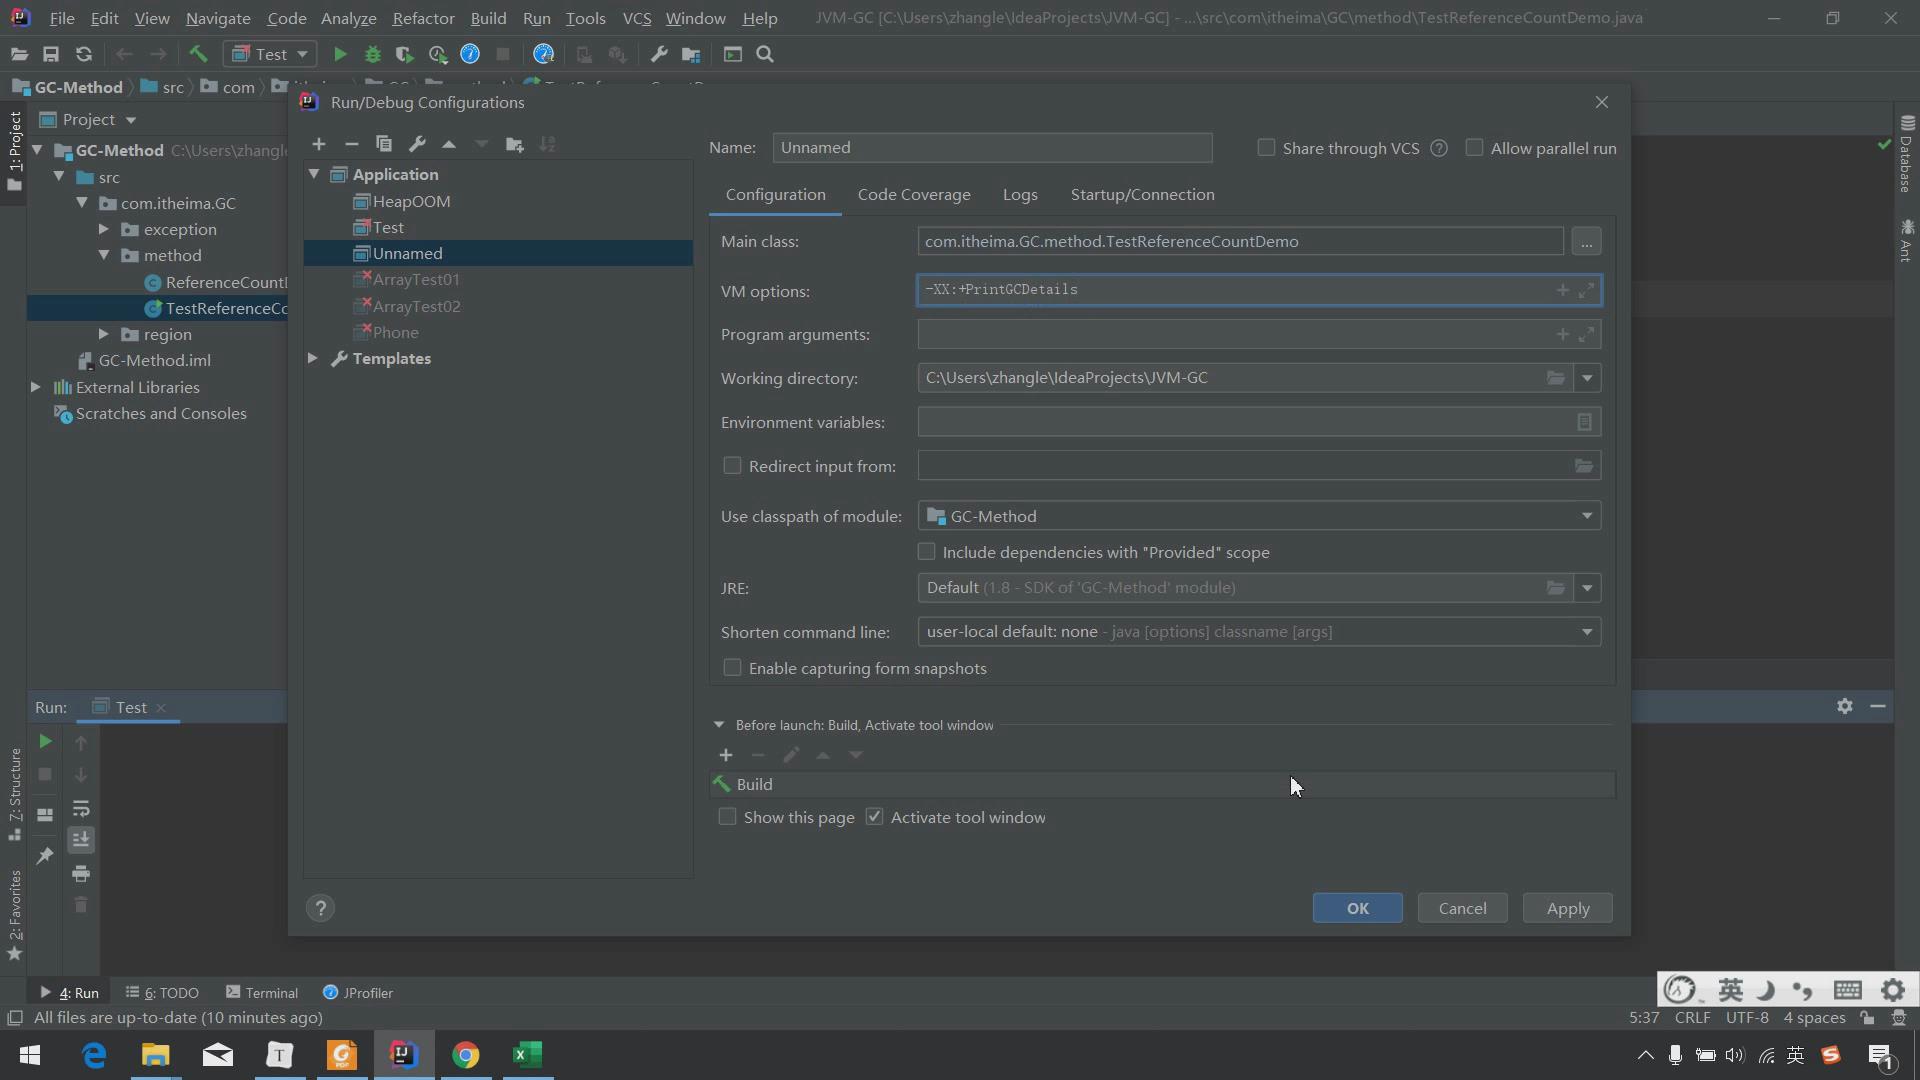 File Edit View Navigate Code Analyze Refactor Build Run Tools VCS Window Help JVM-GC [C:\Users\zhangle\IdeaProjects\JVM-GC] - ...\src\com\itheima\GC\method\TestReferenceCountDemo.java
Test
GC-Method src com
Run/Debug Configurations
1: Project
Project
GC-Method C:\Users\zhangle
src
com.itheima.GC
exception
method
ReferenceCountD
TestReferenceCo
region
GC-Method.iml
External Libraries
Scratches and Consoles
Application
HeapOOM
Test
Unnamed
ArrayTest01
ArrayTest02
Phone
Templates
Name: Unnamed
Share through VCS ? Allow parallel run
Configuration Code Coverage Logs Startup/Connection
Main class: com.itheima.GC.method.TestReferenceCountDemo ...
VM options: -XX:+PrintGCDetails
Program arguments:
Working directory: C:\Users\zhangle\IdeaProjects\JVM-GC
Environment variables:
Redirect input from:
Use classpath of module: GC-Method
Include dependencies with "Provided" scope
JRE: Default (1.8 - SDK of 'GC-Method' module)
Shorten command line: user-local default: none - java [options] classname [args]
Enable capturing form snapshots
Before launch: Build, Activate tool window
Build
Show this page Activate tool window
? OK Cancel Apply
Database
Ant
Run: Test
7: Structure
2: Favorites
4: Run 6: TODO Terminal JProfiler
英
All files are up-to-date (10 minutes ago) 5:37 CRLF UTF-8 4 spaces
英 1